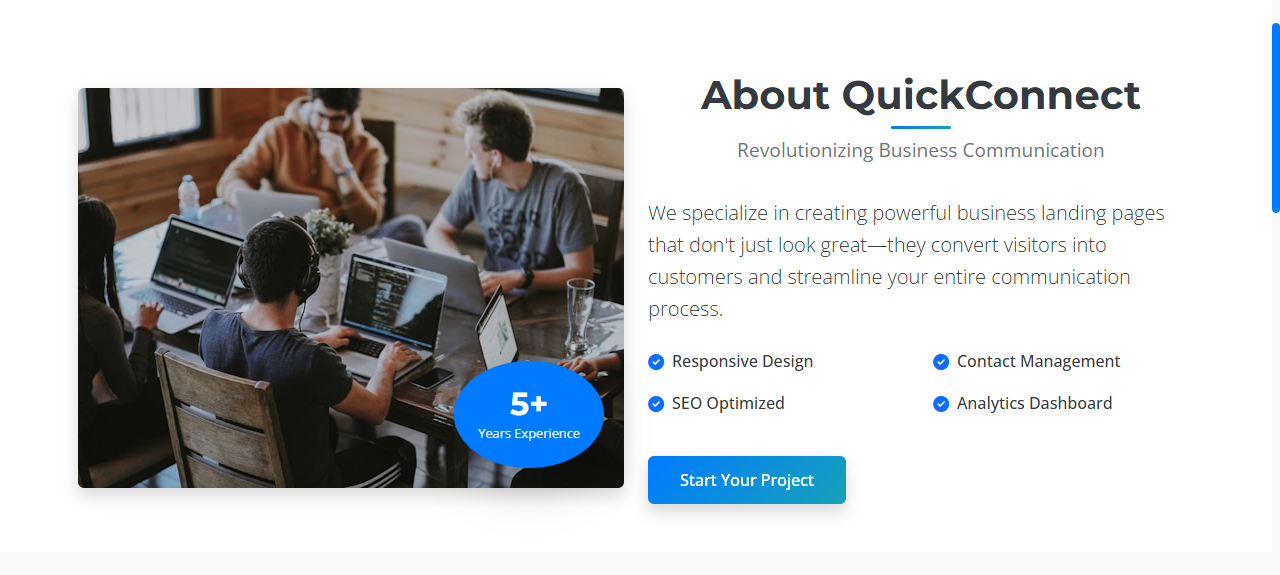 About QuickConnect
Revolutionizing Business Communication
We specialize in creating powerful business landing pages
that don't just look great—they convert visitors into
customers and streamline your entire communication
process.
Responsive Design
Contact Management
SEO Optimized
Analytics Dashboard
Start Your Project
5+
Years Experience